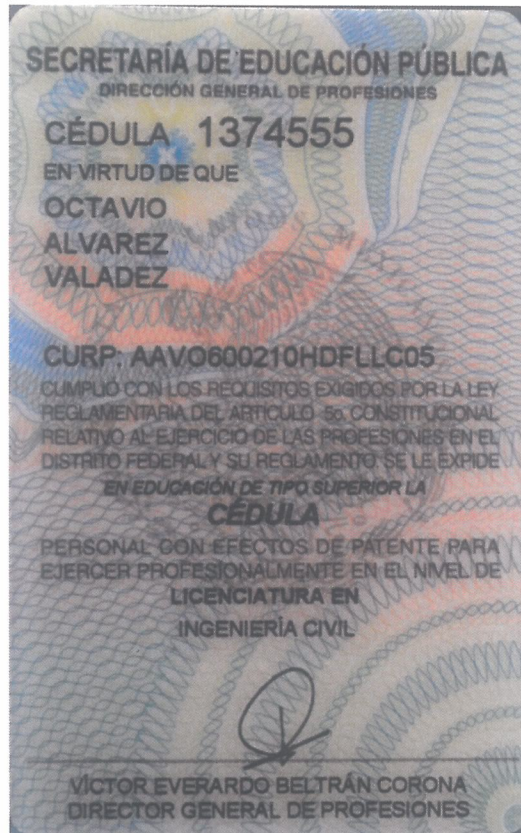 SECRETARÍA DE EDUCACIÓN PÚBLICA
DIRECCIÓN GENERAL DE PROFESIONES
CÉDULA 1374555
EN VIRTUD DE QUE
OCTAVIO
ALVAREZ
VALADEZ
CURP: AAVO600210HDFLLC05
CUMPLIÓ CON LOS REQUISITOS EXIGIDOS POR LA LEY
REGLAMENTARIA DEL ARTICULO 5o. CONSTITUCIONAL
RELATIVO AL EJERCICIO DE LAS PROFESIONES EN EL
DISTRITO FEDERAL Y SU REGLAMENTO, SE LE EXPIDE
EN EDUCACIÓN DE TIPO SUPERIOR LA
CÉDULA
PERSONAL CON EFECTOS DE PATENTE PARA
EJERCER PROFESIONALMENTE EN EL NIVEL DE
LICENCIATURA EN
INGENIERÍA CIVIL
VÍCTOR EVERARDO BELTRÁN CORONA
DIRECTOR GENERAL DE PROFESIONES